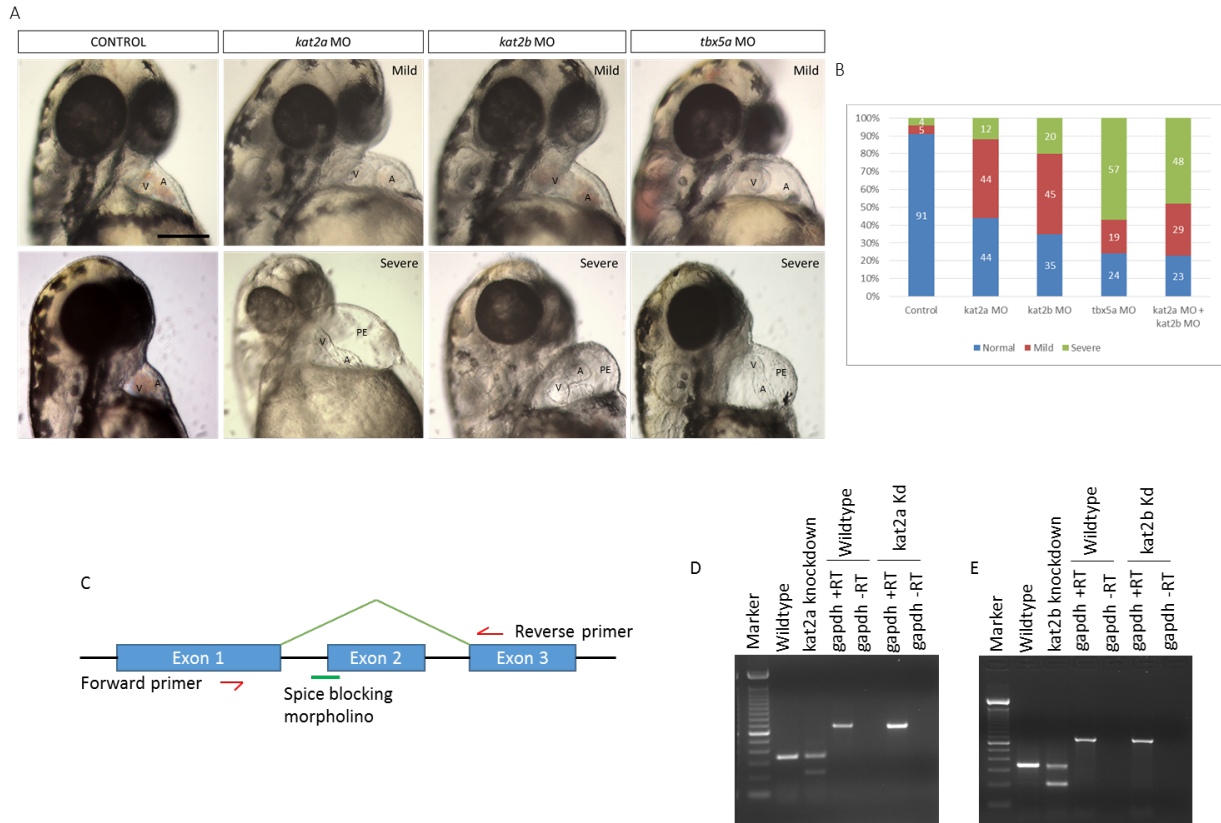 A
CONTROL
kat2a MO
kat2b MO
tbx5a MO
Mild
Mild
Mild
V A
V A
V A
V A
Severe
Severe
Severe
V A
V A PE
V A PE
V A PE
B
100%
90%
80%
70%
60%
50%
40%
30%
20%
10%
0%
4 5 91
12 44 44
20 45 35
57 19 24
48 29 23
Control
kat2a MO
kat2b MO
tbx5a MO
kat2a MO +
kat2b MO
Normal Mild Severe
C
Exon 1
Exon 2
Exon 3
Reverse primer
Forward primer
Spice blocking
morpholino
D
Marker
Wildtype
kat2a knockdown
Wildtype
gapdh +RT
gapdh -RT
kat2a Kd
gapdh +RT
gapdh -RT
E
Marker
Wildtype
kat2b knockdown
Wildtype
gapdh +RT
gapdh -RT
kat2b Kd
gapdh +RT
gapdh -RT